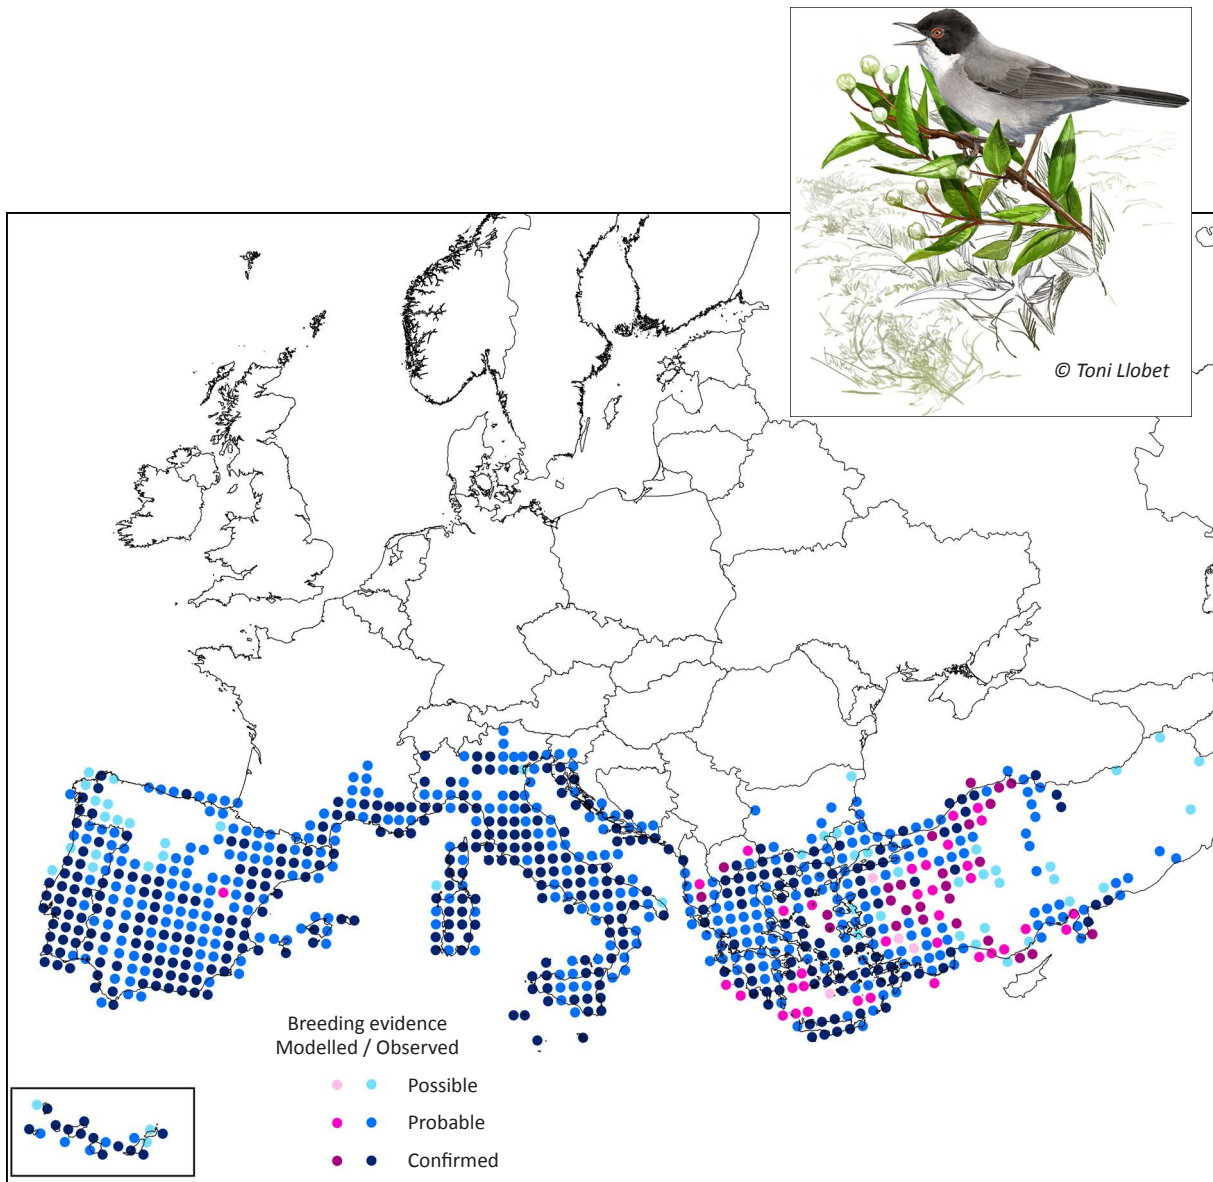 © Toni Llobet
Breeding evidence
Modelled / Observed
Possible
Probable
Confirmed